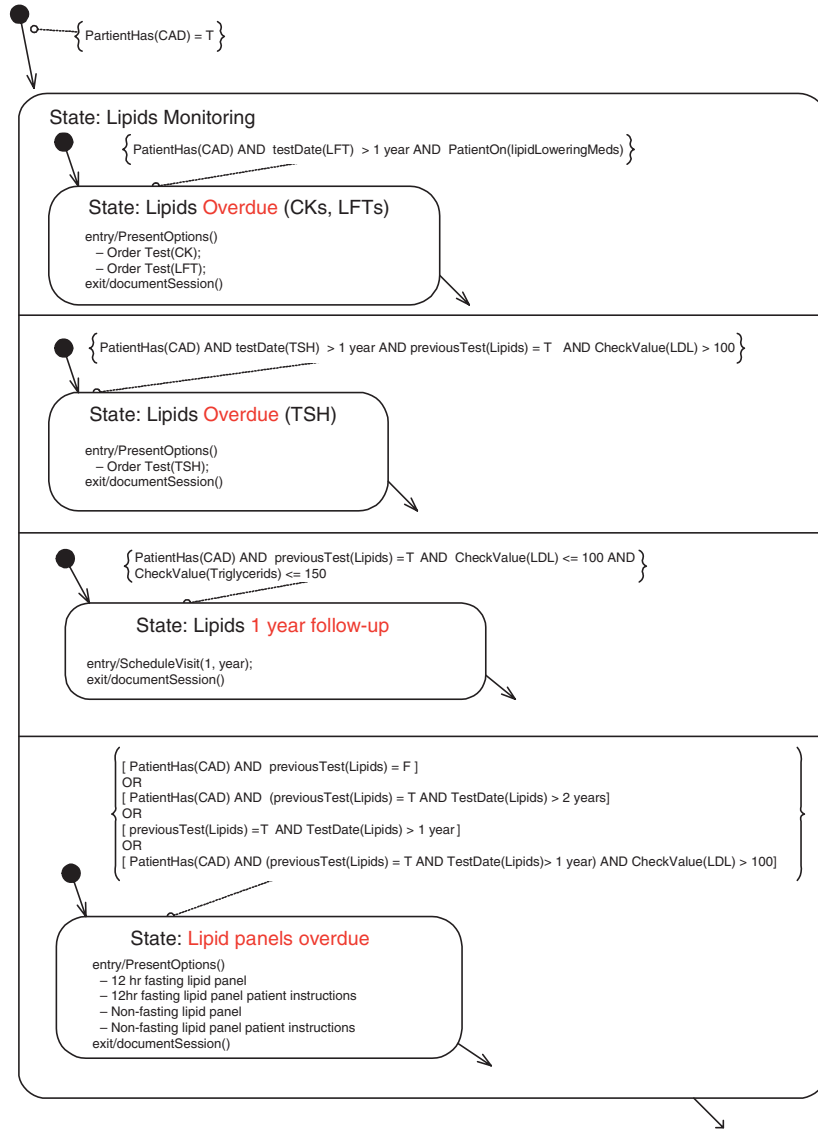 { PartientHas(CAD) = T }
State: Lipids Monitoring
{ PatientHas(CAD) AND testDate(LFT) > 1 year AND PatientOn(lipidLoweringMeds) }
State: Lipids Overdue (CKs, LFTs)
entry/PresentOptions()
– Order Test(CK);
– Order Test(LFT);
exit/documentSession()
{ PatientHas(CAD) AND testDate(TSH) > 1 year AND previousTest(Lipids) = T AND CheckValue(LDL) > 100 }
State: Lipids Overdue (TSH)
entry/PresentOptions()
– Order Test(TSH);
exit/documentSession()
{ PatientHas(CAD) AND previousTest(Lipids) = T AND CheckValue(LDL) <= 100 AND
CheckValue(Triglycerids) <= 150 }
State: Lipids 1 year follow-up
entry/ScheduleVisit(1, year);
exit/documentSession()
{ [ PatientHas(CAD) AND previousTest(Lipids) = F ]
OR
[ PatientHas(CAD) AND (previousTest(Lipids) = T AND TestDate(Lipids) > 2 years]
OR
[ previousTest(Lipids) =T AND TestDate(Lipids) > 1 year ]
OR
[ PatientHas(CAD) AND (previousTest(Lipids) = T AND TestDate(Lipids)> 1 year) AND CheckValue(LDL) > 100] }
State: Lipid panels overdue
entry/PresentOptions()
– 12 hr fasting lipid panel
– 12hr fasting lipid panel patient instructions
– Non-fasting lipid panel
– Non-fasting lipid panel patient instructions
exit/documentSession()